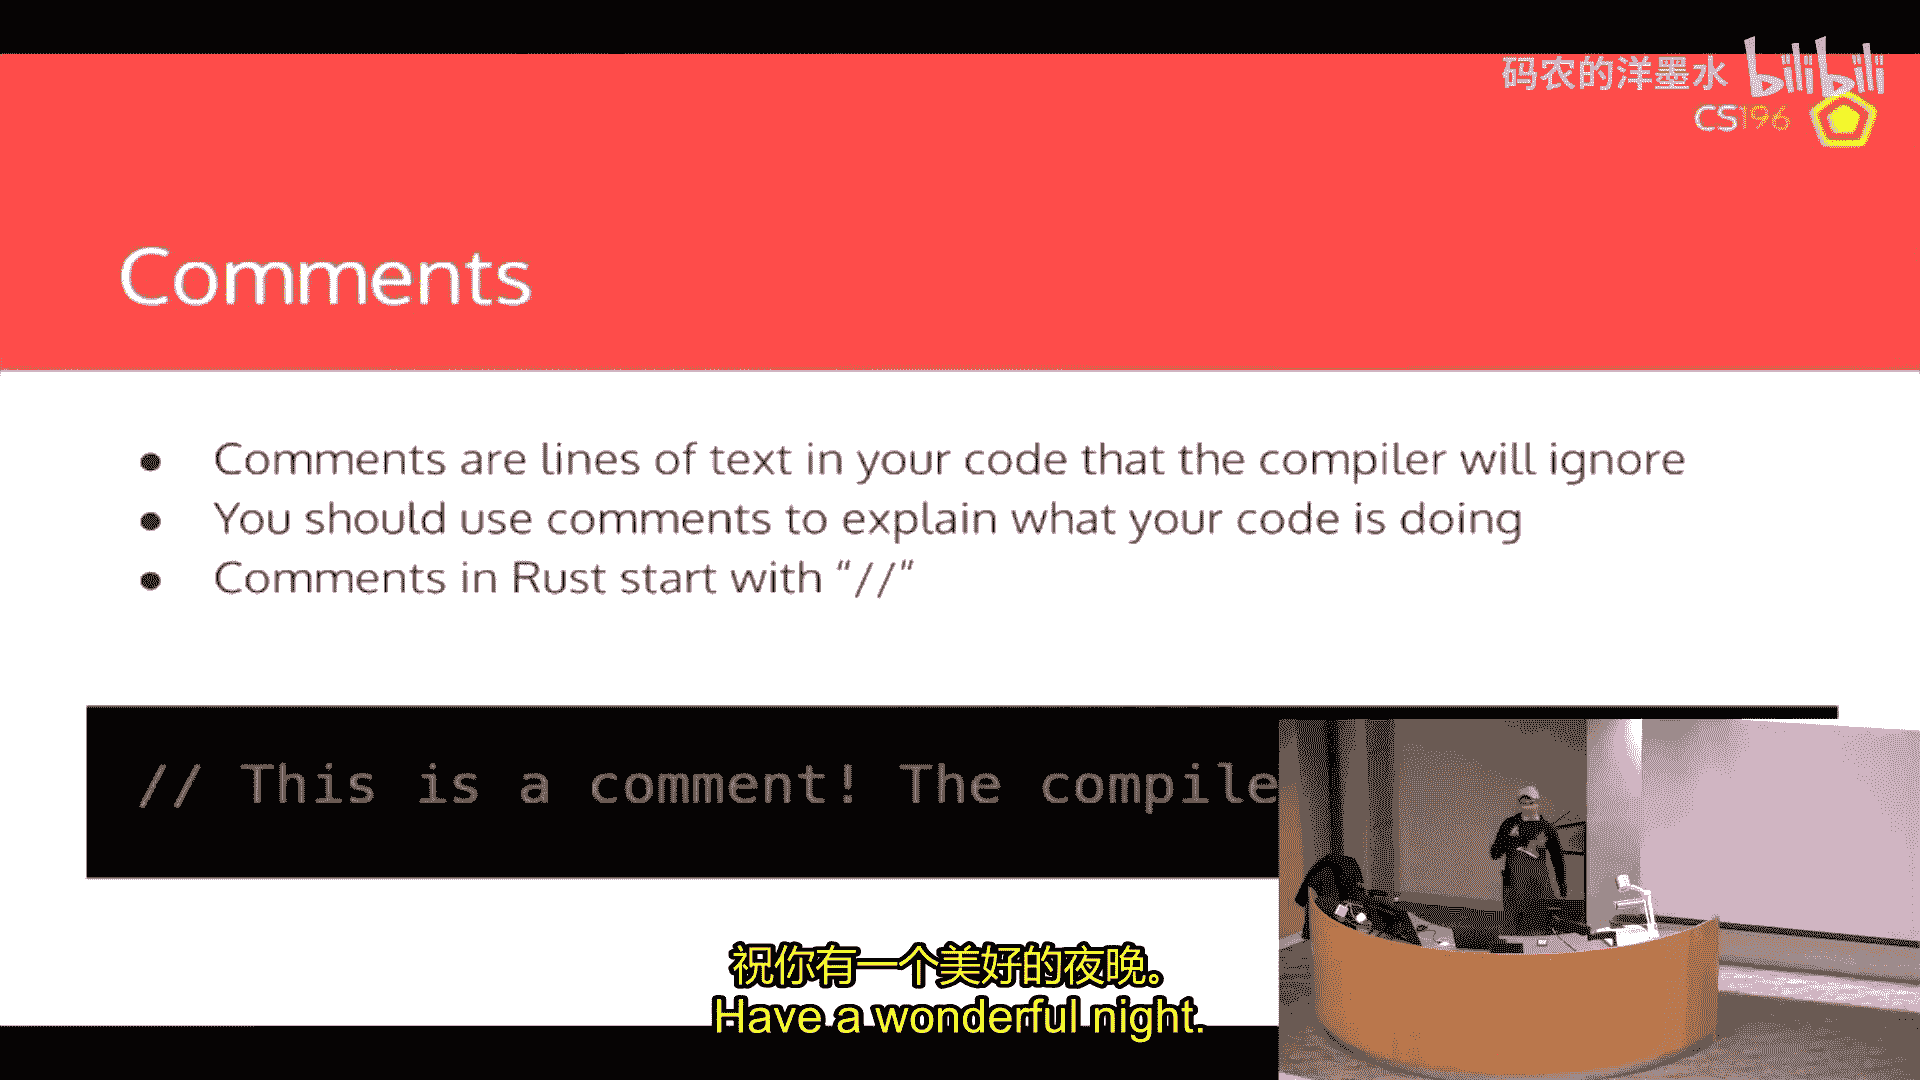 码农的洋墨水 bilibili
CS196
Comments
● Comments are lines of text in your code that the compiler will ignore
● You should use comments to explain what your code is doing
● Comments in Rust start with “//”
// This is a comment! The compile
祝你有一个美好的夜晚。
Have a wonderful night.